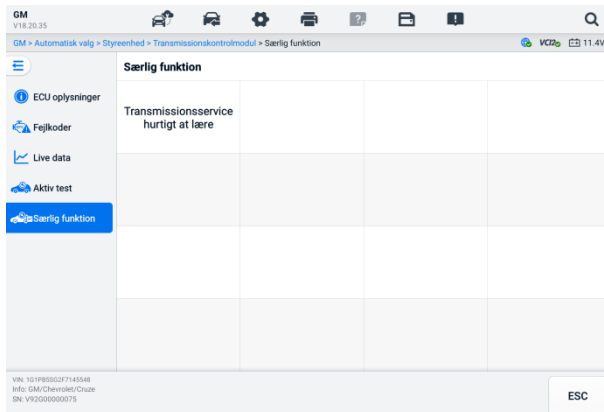 GM
V18.20.35
GM > Automatisk valg > Styreenhed > Transmissionskontrolmodul > Særlig funktion
VCI
11.4V
Særlig funktion
ECU oplysninger
Fejlkoder
Live data
Aktiv test
Særlig funktion
Transmissionsservice
hurtigt at lære
VIN: 1G1PB5SG2F7145548
Info: GM/Chevrolet/Cruze
SN: V92G00000075
ESC